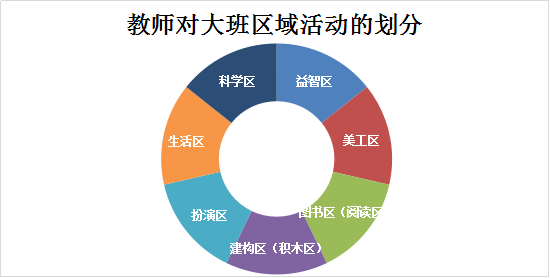 教师对大班区域活动的划分
益智区
美工区
图书区（阅读区
建构区（积木区）
扮演区
生活区
科学区